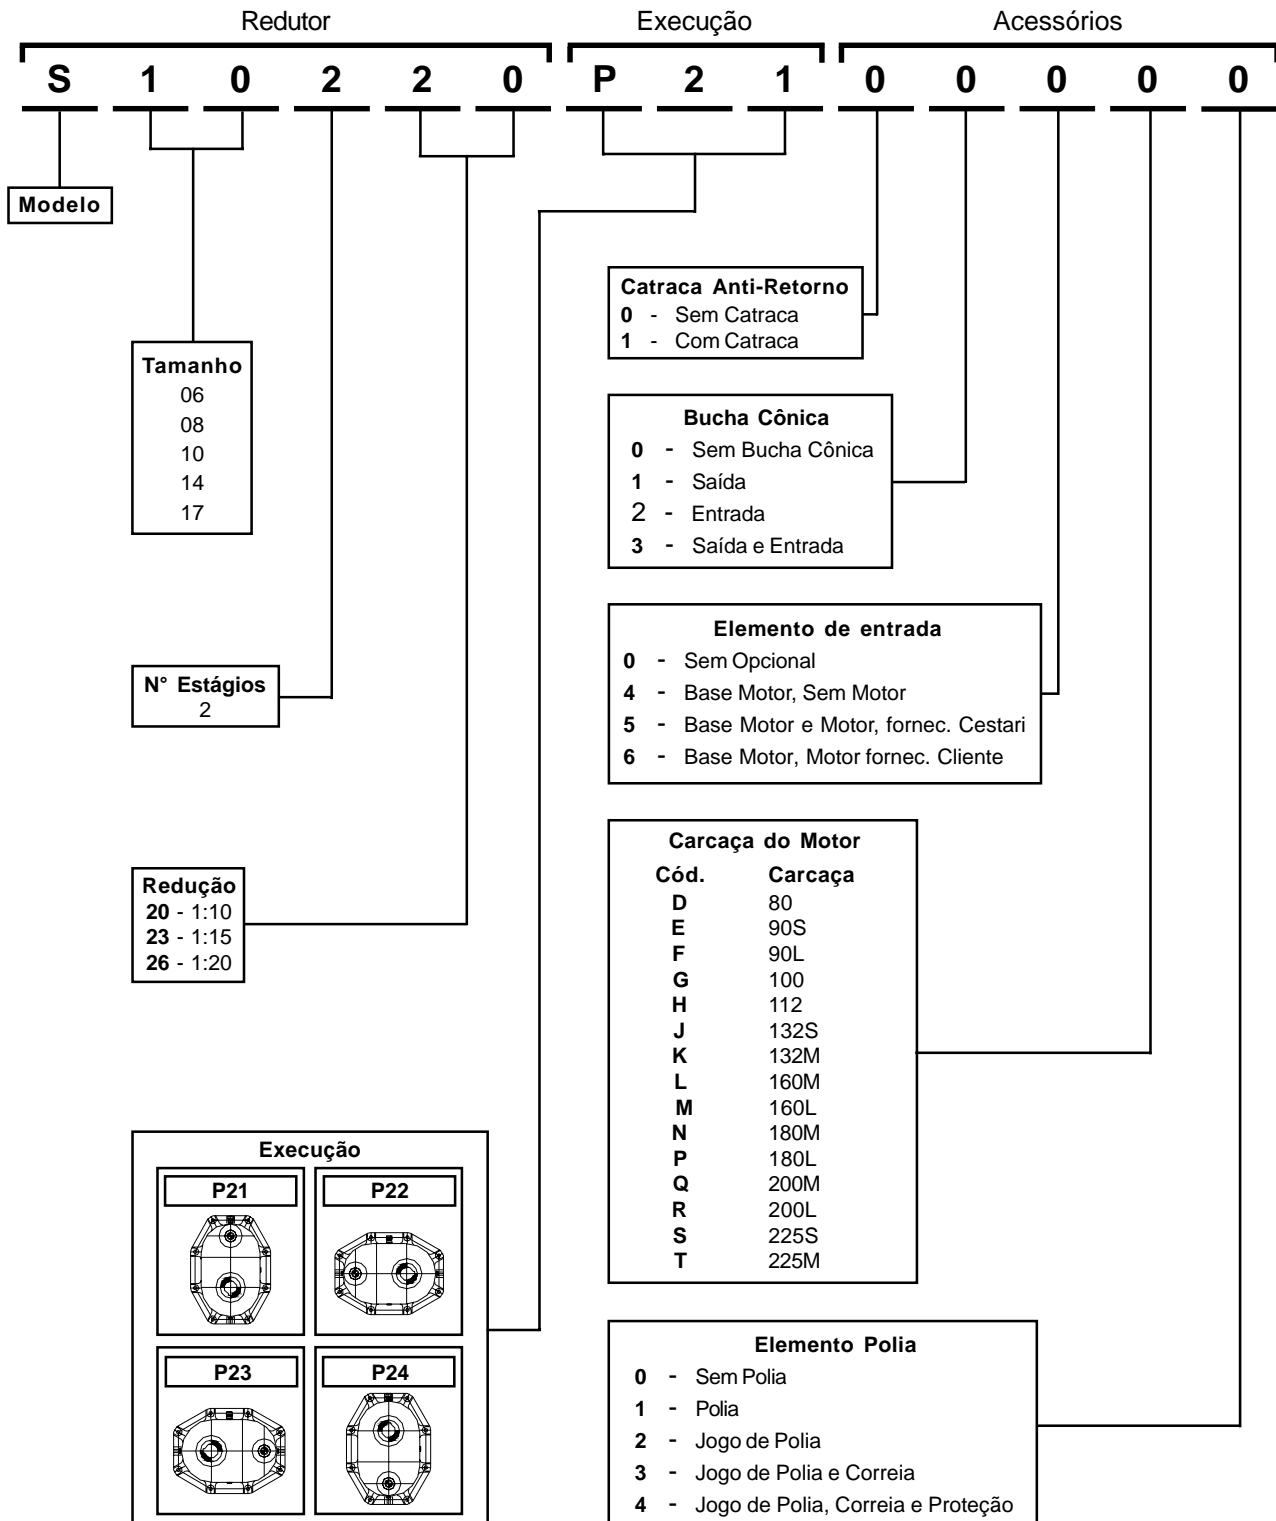 Redutor Execução Acessórios
S 1 0 2 2 0 P 2 1 0 0 0 0 0
Modelo
Tamanho
06
08
10
14
17
N° Estágios
2
Redução
20 - 1:10
23 - 1:15
26 - 1:20
Execução
P21 P22
P23 P24
Catraca Anti-Retorno
0 - Sem Catraca
1 - Com Catraca
Bucha Cônica
0 - Sem Bucha Cônica
1 - Saída
2 - Entrada
3 - Saída e Entrada
Elemento de entrada
0 - Sem Opcional
4 - Base Motor, Sem Motor
5 - Base Motor e Motor, fornec. Cestari
6 - Base Motor, Motor fornec. Cliente
Carcaça do Motor
Cód. Carcaça
D 80
E 90S
F 90L
G 100
H 112
J 132S
K 132M
L 160M
M 160L
N 180M
P 180L
Q 200M
R 200L
S 225S
T 225M
Elemento Polia
0 - Sem Polia
1 - Polia
2 - Jogo de Polia
3 - Jogo de Polia e Correia
4 - Jogo de Polia, Correia e Proteção